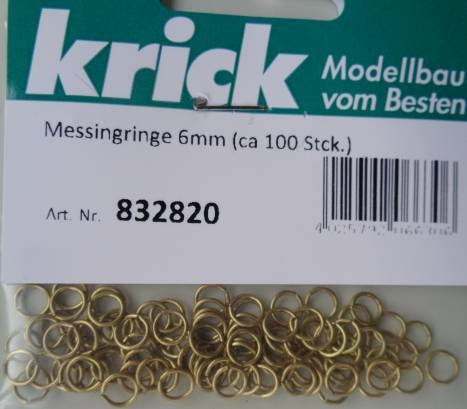 krick
Modellbau
vom Besten
Messingringe 6mm (ca 100 Stck.)
Art. Nr. 832820